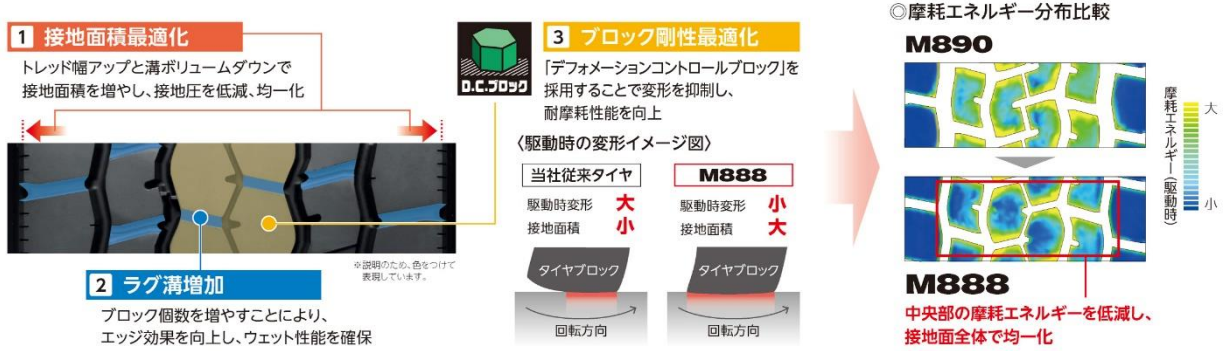 1 接地面積最適化
トレッド幅アップと溝ボリュームダウンで
接地面積を増やし、接地圧を低減、均一化
※説明のため、色をつけて
表現しています。
2 ラグ溝増加
ブロック個数を増やすことにより、
エッジ効果を向上し、ウェット性能を確保
D.C.ブロック
3 ブロック剛性最適化
「デフォメーションコントロールブロック」を
採用することで変形を抑制し、
耐摩耗性能を向上
〈駆動時の変形イメージ図〉
当社従来タイヤ
駆動時変形 大
接地面積 小
タイヤブロック
回転方向
M888
駆動時変形 小
接地面積 大
タイヤブロック
回転方向
◎摩耗エネルギー分布比較
M890
摩耗エネルギー(駆動時)
大
小
M888
中央部の摩耗エネルギーを低減し、
接地面全体で均一化